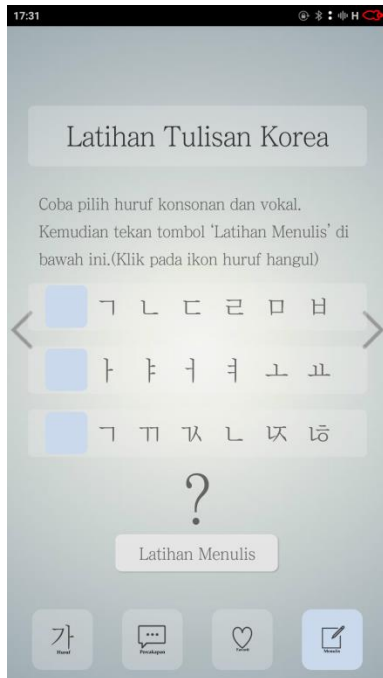 17:31
H
Latihan Tulisan Korea
Coba pilih huruf konsonan dan vokal.
Kemudian tekan tombol ‘Latihan Menulis’ di
bawah ini.(Klik pada ikon huruf hangul)
ㄱ ㄴ ㄷ ㄹ ㅁ ㅂ
ㅏ ㅑ ㅓ ㅕ ㅗ ㅛ
ㄱ ㄲ ㄳ ㄴ ㄵ ㄶ
?
Latihan Menulis
가
Huruf
Percakapan
Menulis